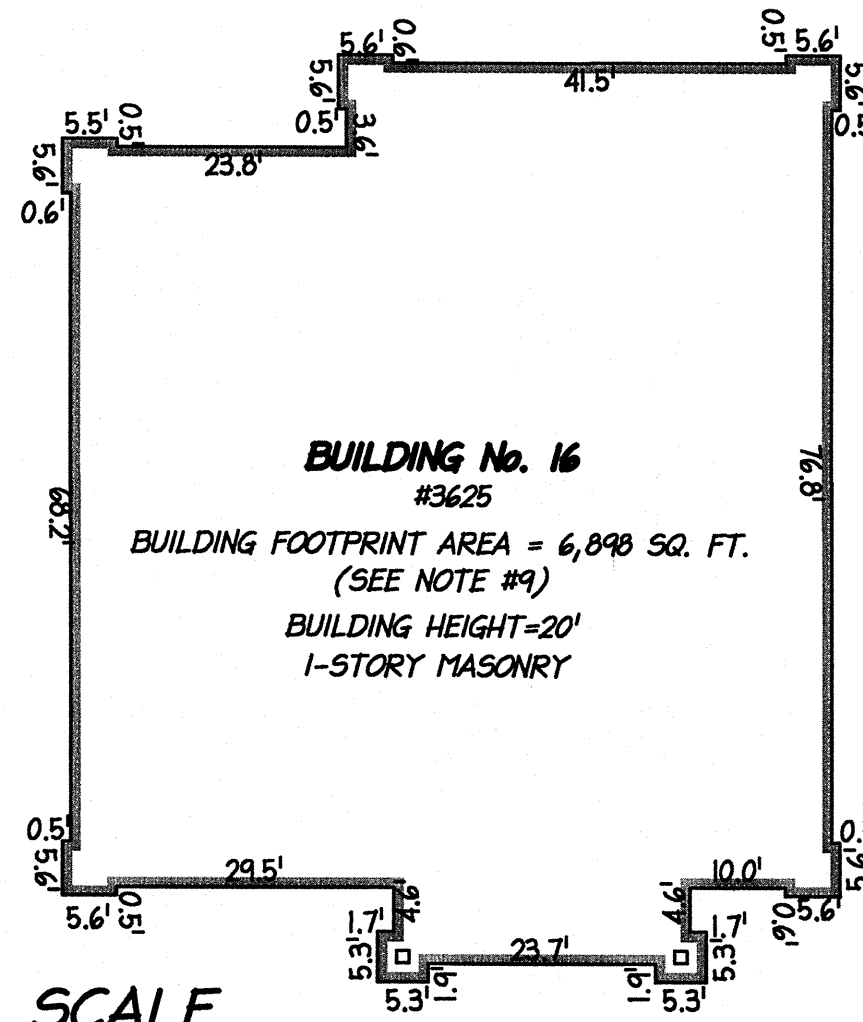 5.6' 0.6' 0.5' 5.6'
5.6' 41.5' 5.6'
5.5' 0.5' 0.5' 3.6' 0.5'
5.6' 23.8'
0.6'
BUILDING No. 16
#3625
68.2' 76.8'
BUILDING FOOTPRINT AREA = 6,898 SQ. FT.
(SEE NOTE #9)
BUILDING HEIGHT=20'
1-STORY MASONRY
0.5'
5.6' 29.5' 10.0'
5.6' 0.5' 4.6' 4.6' 0.6' 5.6'
1.7' 1.7'
5.3' 23.7' 5.3'
5.3' 1.9' 1.9' 5.3'
SCALE